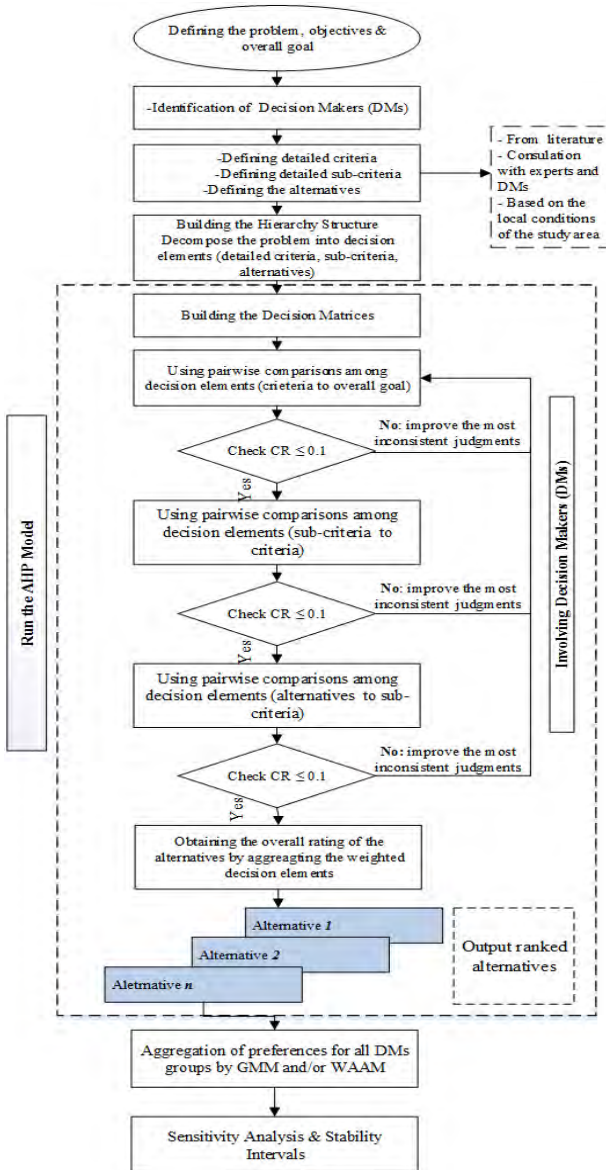 Defining the problem, objectives &
overall goal
-Identification of Decision Makers (DMs)
-Defining detailed criteria
-Defining detailed sub-criteria
-Defining the alternatives
- From literature
- Consulation
with experts and
DMs
- Based on the
local conditions
of the study area
Building the Hierarchy Structure
Decompose the problem into decision
elements (detailed criteria, sub-criteria,
alternatives)
Building the Decision Matrices
Using pairwise comparisons among
decision elements (crieteria to overall goal)
Check CR ≤ 0.1
No: improve the most
inconsistent judgments
Yes
Using pairwise comparisons among
decision elements (sub-criteria to
criteria)
Check CR ≤ 0.1
No: improve the most
inconsistent judgments
Yes
Using pairwise comparisons among
decision elements (alternatives to sub-
criteria)
Check CR ≤ 0.1
No: improve the most
inconsistent judgments
Yes
Run the AHP Model
Involving Decision Makers (DMs)
Obtaining the overall rating of the
alternatives by aggreagting the weighted
decision elements
Alternative 1
Alternative 2
Aletmative n
Output ranked
alternatives
Aggregation of preferences for all DMs
groups by GMM and/or WAAM
Sensitivity Analysis & Stability
Intervals